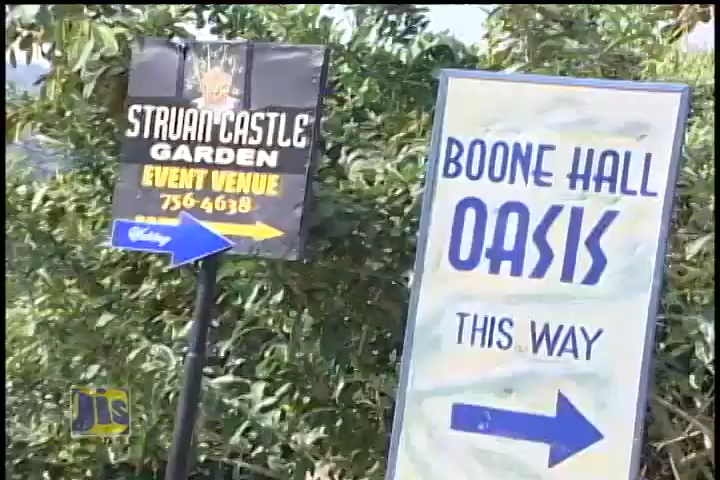 STRUAN CASTLE
GARDEN
EVENT VENUE
756-4638
BOONE HALL
OASIS
THIS WAY
jis